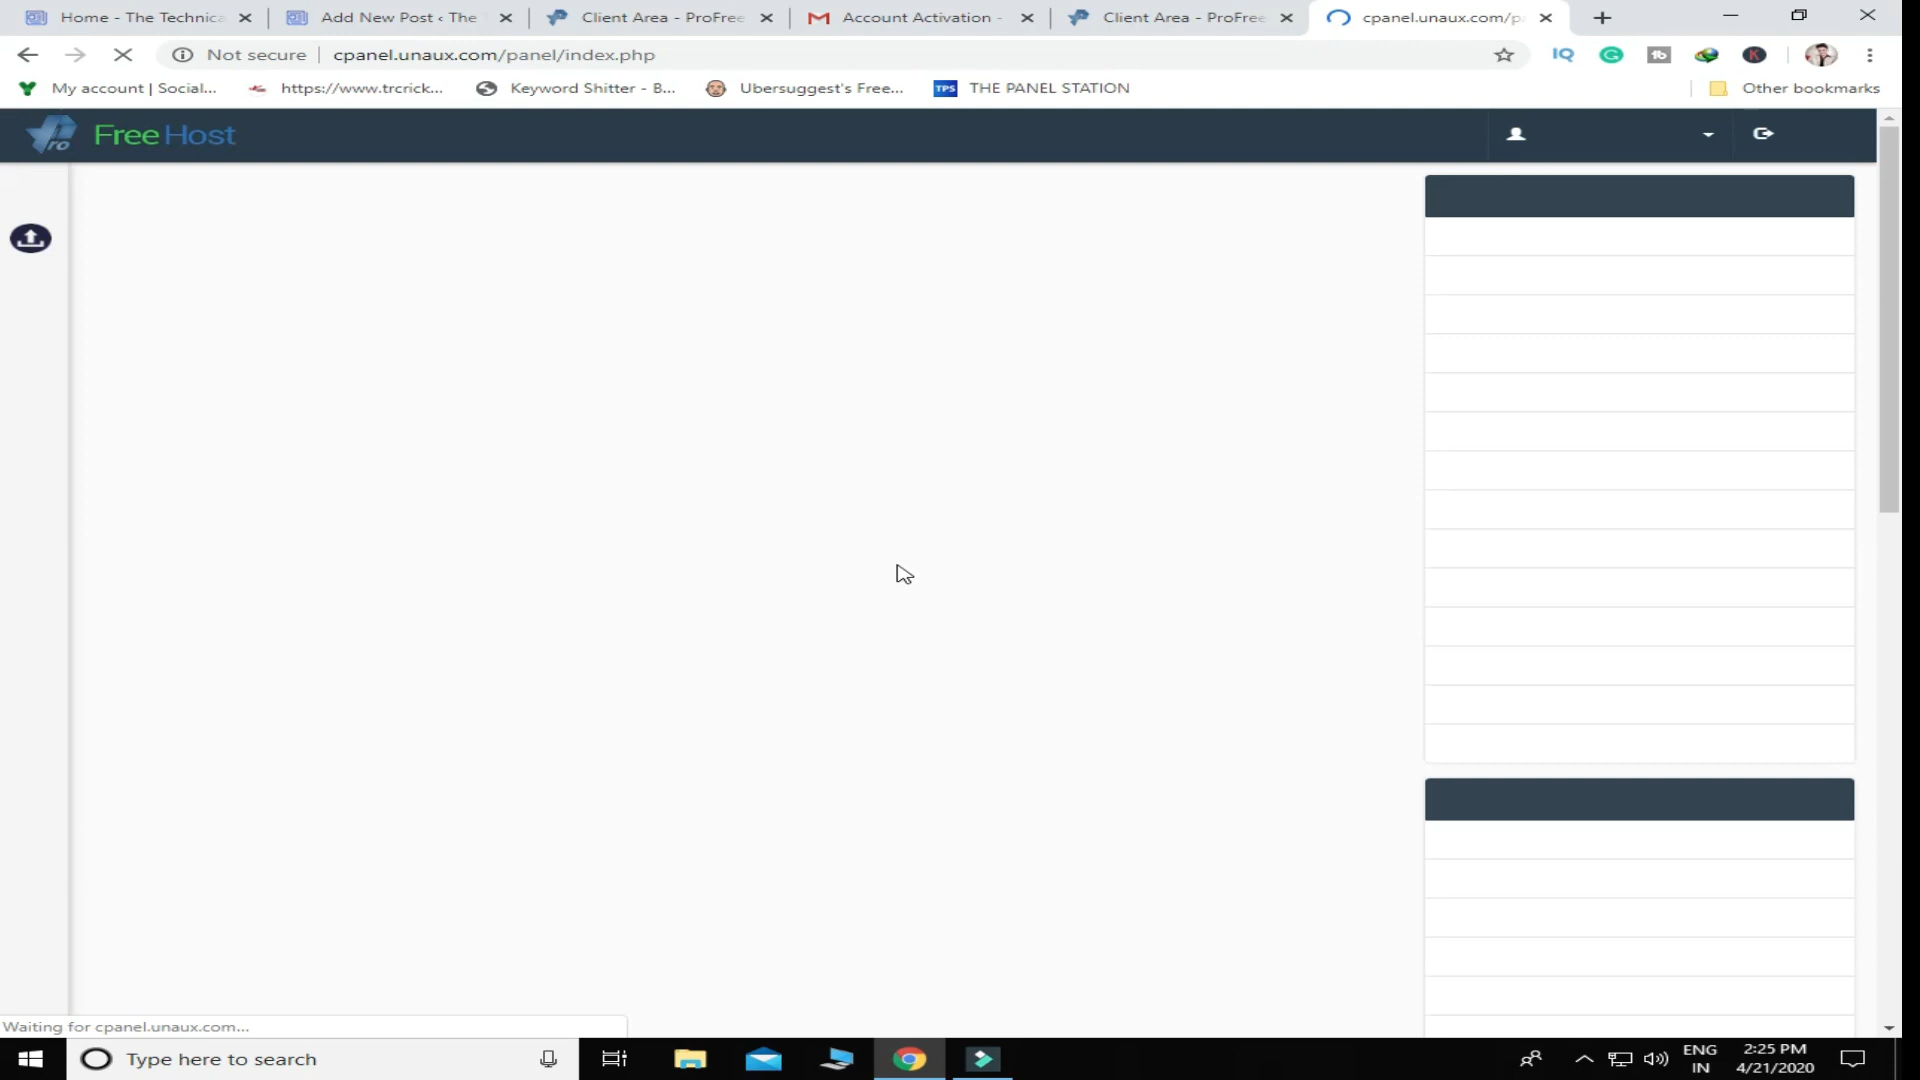 Home - The Technica
Add New Post ‹ The
Client Area - ProFree
Account Activation -
Client Area - ProFree
cpanel.unaux.com/p
Not secure
cpanel.unaux.com/panel/index.php
IQ
G
tb
K
My account | Social...
https://www.trcrick...
Keyword Shitter - B...
Ubersuggest's Free...
TPS
THE PANEL STATION
Other bookmarks
ro
FreeHost
Waiting for cpanel.unaux.com...
Type here to search
ENG
IN
2:25 PM
4/21/2020